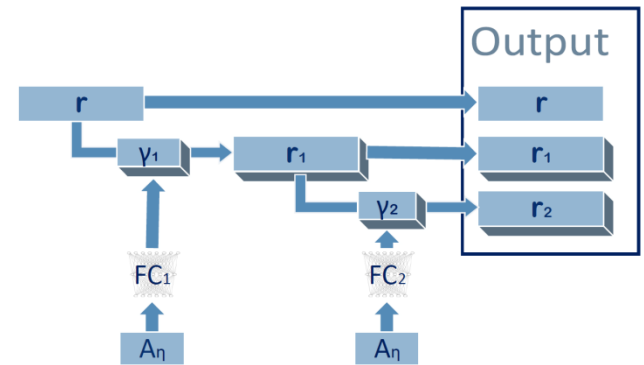 Output
r r
γ₁ r₁ r₁
γ₂ r₂
FC₁ FC₂
Aη Aη